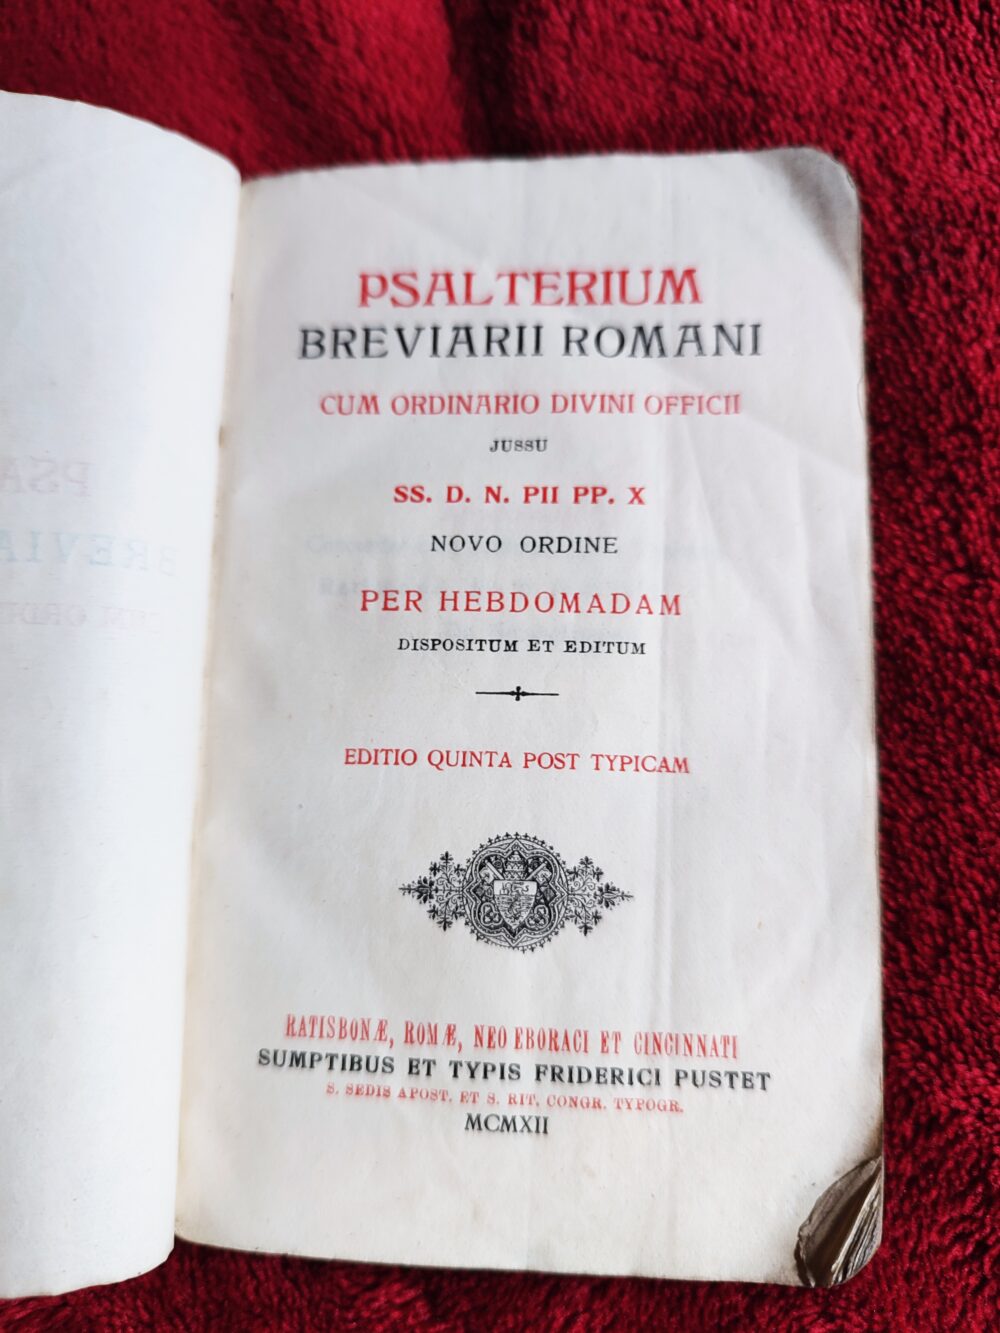 PSALTERIUM
BREVIARII ROMANI
CUM ORDINARIO DIVINI OFFICII
JUSSU
SS. D. N. PII PP. X
NOVO ORDINE
PER HEBDOMADAM
DISPOSITUM ET EDITUM
EDITIO QUINTA POST TYPICAM
RATISBONÆ, ROMÆ, NEO EBORACI ET CINCINNATI
SUMPTIBUS ET TYPIS FRIDERICI PUSTET
S. SEDIS APOST. ET S. RIT. CONGR. TYPOGR.
MCMXII